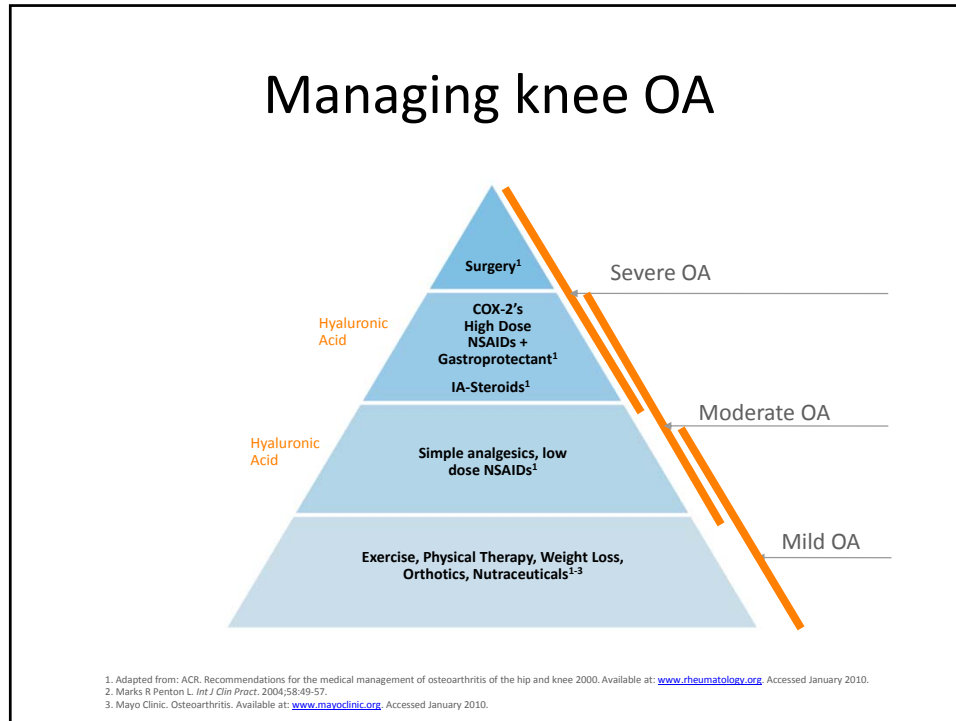 Managing knee OA
Surgery¹
Severe OA
COX-2's
High Dose
NSAIDs +
Gastroprotectant¹
IA-Steroids¹
Hyaluronic
Acid
Moderate OA
Hyaluronic
Acid
Simple analgesics, low
dose NSAIDs¹
Mild OA
Exercise, Physical Therapy, Weight Loss,
Orthotics, Nutraceuticals¹⁻³
1. Adapted from: ACR. Recommendations for the medical management of osteoarthritis of the hip and knee 2000. Available at: www.rheumatology.org. Accessed January 2010.
2. Marks R Penton L. Int J Clin Pract. 2004;58:49-57.
3. Mayo Clinic. Osteoarthritis. Available at: www.mayoclinic.org. Accessed January 2010.